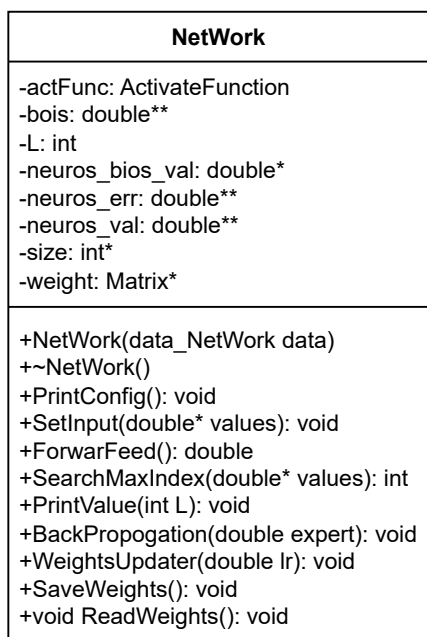 NetWork
-actFunc: ActivateFunction
-bois: double**
-L: int
-neuros_bios_val: double*
-neuros_err: double**
-neuros_val: double**
-size: int*
-weight: Matrix*
+NetWork(data_NetWork data)
+~NetWork()
+PrintConfig(): void
+SetInput(double* values): void
+ForwarFeed(): double
+SearchMaxIndex(double* values): int
+PrintValue(int L): void
+BackPropogation(double expert): void
+WeightsUpdater(double lr): void
+SaveWeights(): void
+void ReadWeights(): void